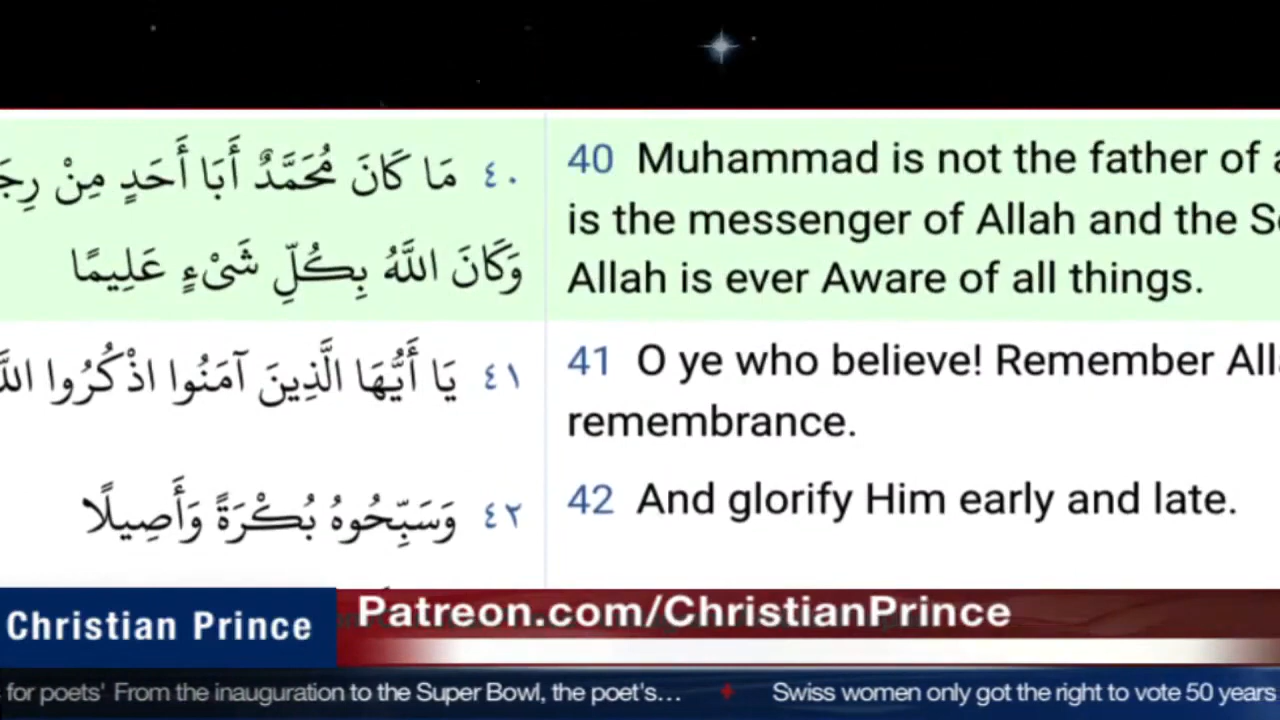 ٤٠ مَا كَانَ مُحَمَّدٌ أَبَا أَحَدٍ مِنْ
وَكَانَ اللَّهُ بِكُلِّ شَيْءٍ عَلِيمًا
40 Muhammad is not the father of
is the messenger of Allah and the
Allah is ever Aware of all things.
٤١ يَا أَيُّهَا الَّذِينَ آمَنُوا اذْكُرُوا
41 O ye who believe! Remember
remembrance.
٤٢ وَسَبِّحُوهُ بُكْرَةً وَأَصِيلًا
42 And glorify Him early and late.
Christian Prince
Patreon.com/ChristianPrince
for poets' From the inauguration to the Super Bowl, the poet's... Swiss women only got the right to vote 50 years